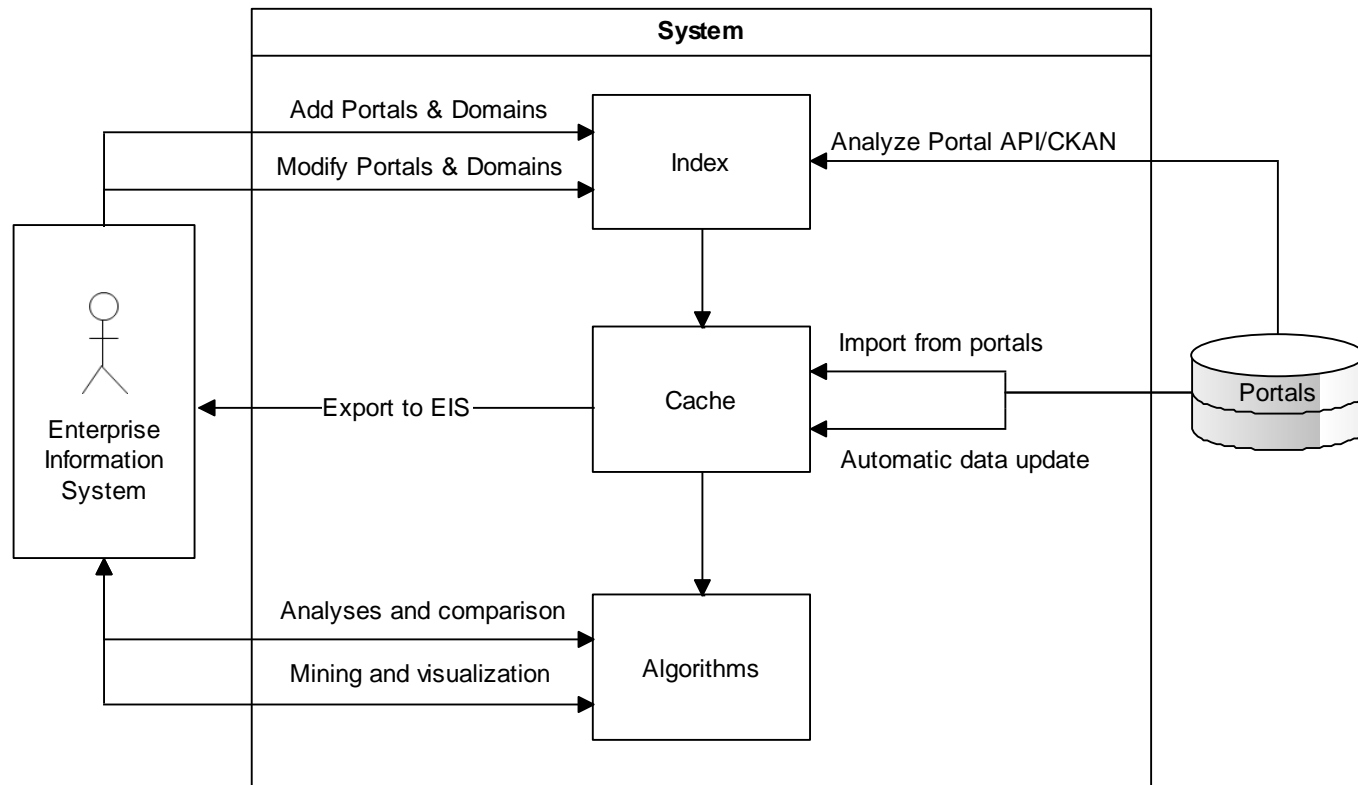 System
Add Portals & Domains
Modify Portals & Domains
Index
Analyze Portal API/CKAN
Enterprise
Information
System
Export to EIS
Cache
Import from portals
Automatic data update
Portals
Analyses and comparison
Mining and visualization
Algorithms